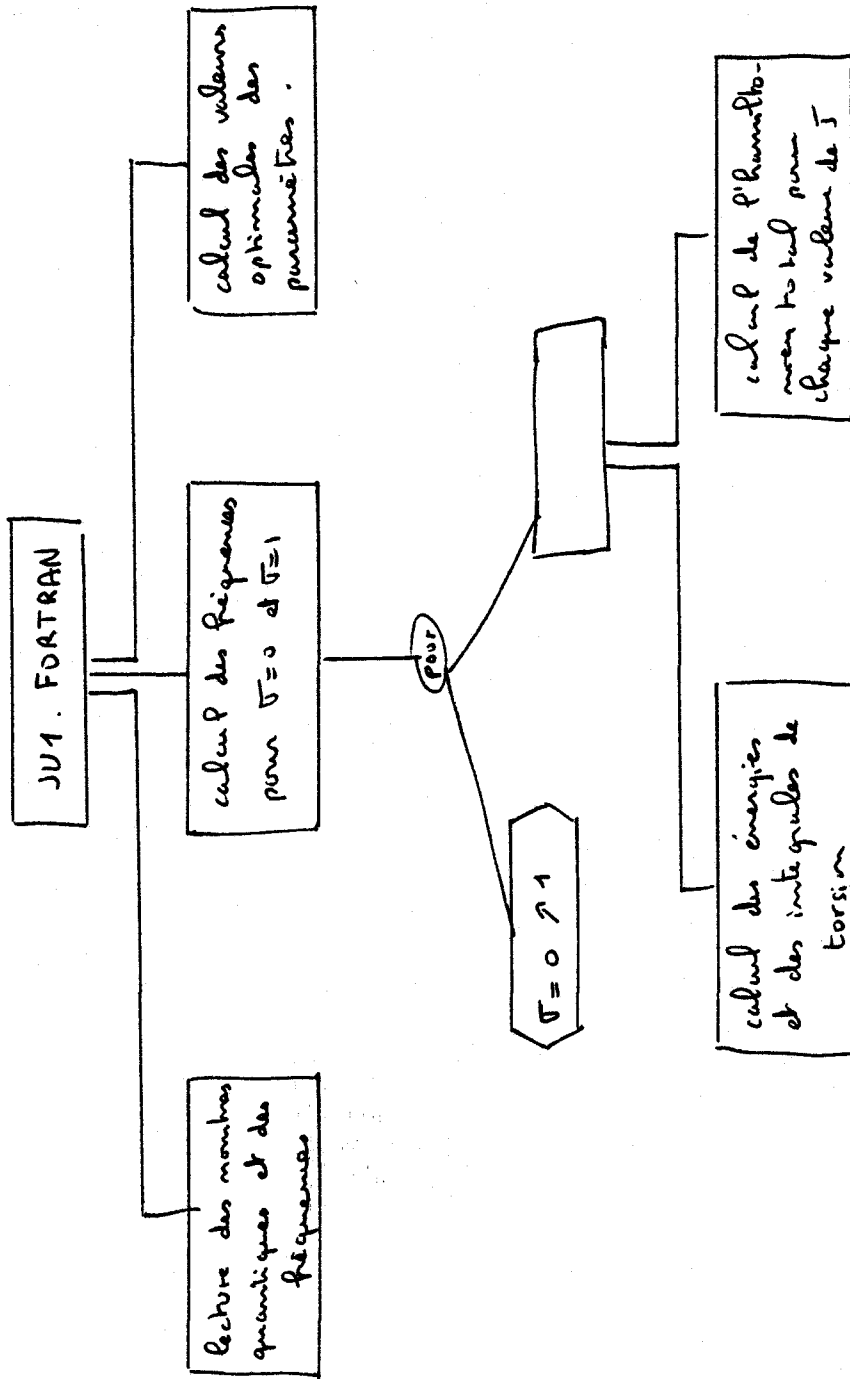 JU1. FORTRAN
lecture des nombres
quantiques et des
fréquences
calcul des fréquences
pour σ=0 et σ=1
calcul des valeurs
optimales des
paramètres.
pour
σ = 0 ↗ 1
calcul des énergies
et des integrales de
torsion
calcul de l'hamilto-
nien total pour
chaque valeur de J